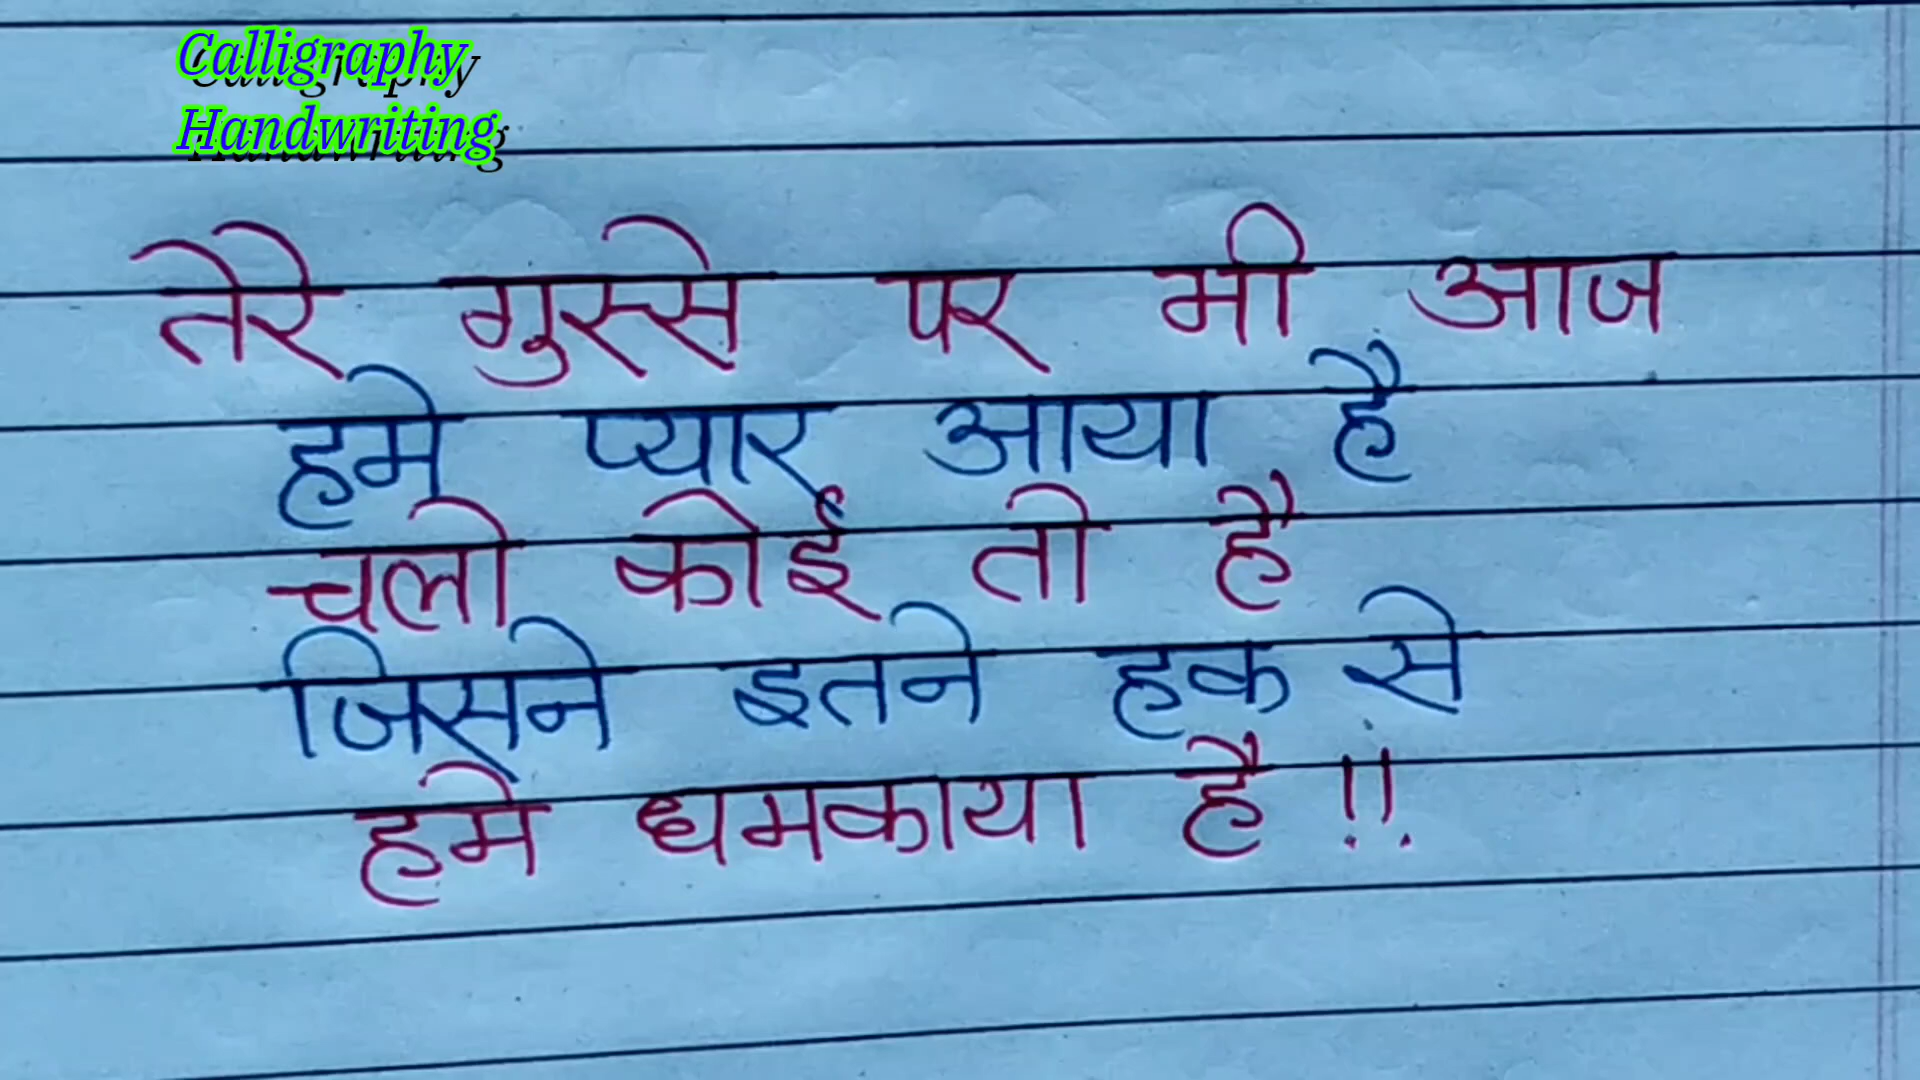 Calligraphy
Handwriting
तेरे गुस्से पर मी आज
हमे प्यार आया है
चलो कोई तो है
जिसने इतने हक से
हमे धमकाया है !!